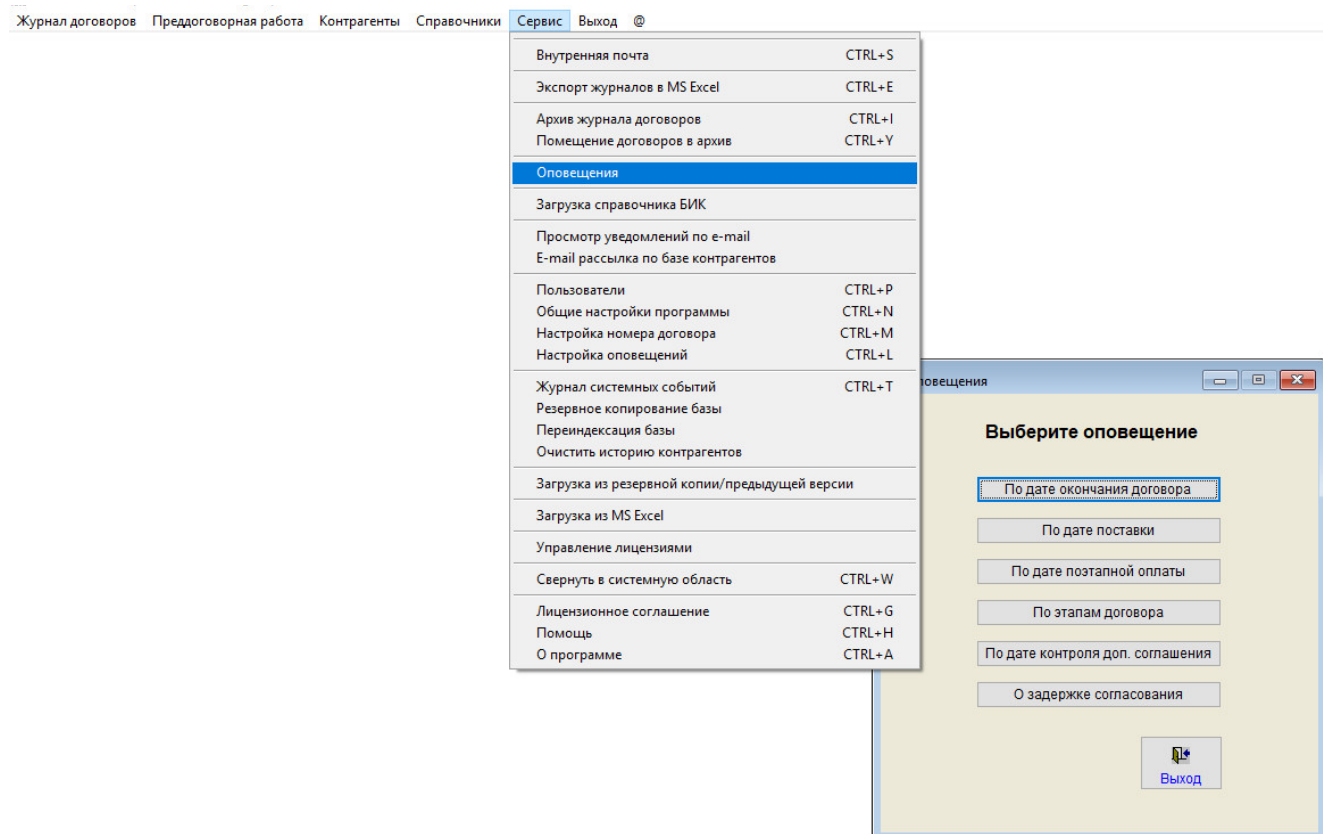 Журнал договоров Преддоговорная работа Контрагенты Справочники Сервис Выход @
Внутренняя почта CTRL+S
Экспорт журналов в MS Excel CTRL+E
Архив журнала договоров CTRL+I
Помещение договоров в архив CTRL+Y
Оповещения
Загрузка справочника БИК
Просмотр уведомлений по e-mail
E-mail рассылка по базе контрагентов
Пользователи CTRL+P
Общие настройки программы CTRL+N
Настройка номера договора CTRL+M
Настройка оповещений CTRL+L
Журнал системных событий CTRL+T
Резервное копирование базы
Переиндексация базы
Очистить историю контрагентов
Загрузка из резервной копии/предыдущей версии
Загрузка из MS Excel
Управление лицензиями
Свернуть в системную область CTRL+W
Лицензионное соглашение CTRL+G
Помощь CTRL+H
О программе CTRL+A
повещения
Выберите оповещение
По дате окончания договора
По дате поставки
По дате поэтапной оплаты
По этапам договора
По дате контроля доп. соглашения
О задержке согласования
Выход